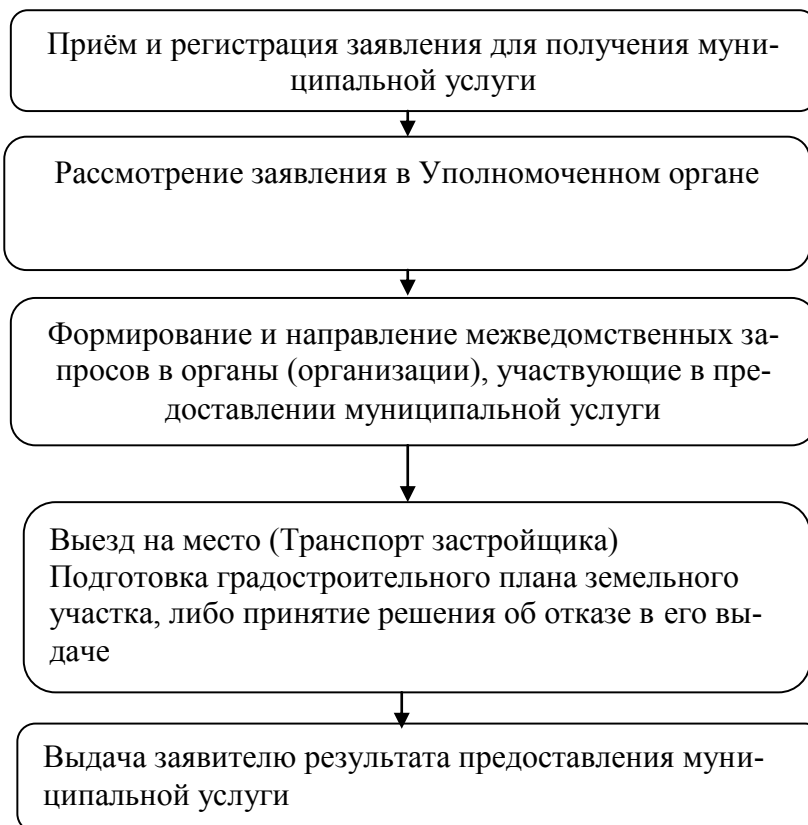 Приём и регистрация заявления для получения муни-
ципальной услуги
Рассмотрение заявления в Уполномоченном органе
Формирование и направление межведомственных за-
просов в органы (организации), участвующие в пре-
доставлении муниципальной услуги
Выезд на место (Транспорт застройщика)
Подготовка градостроительного плана земельного
участка, либо принятие решения об отказе в его вы-
даче
Выдача заявителю результата предоставления муни-
ципальной услуги